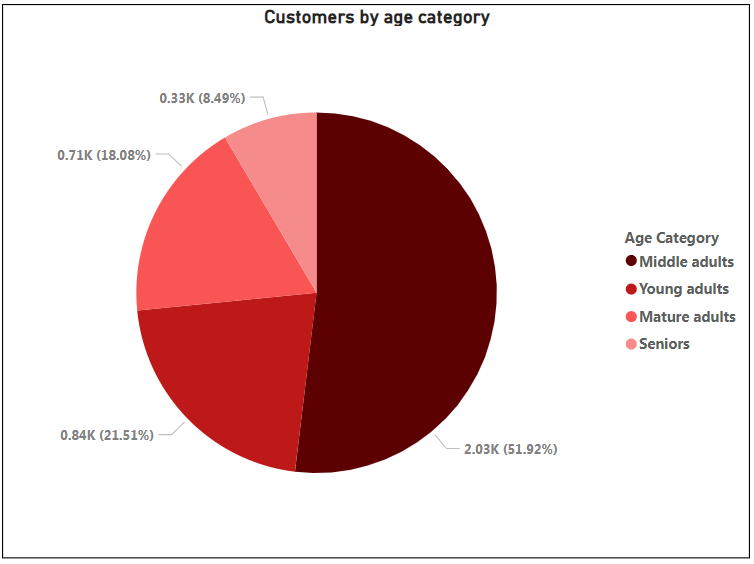 Customers by age category
0.33K (8.49%)
0.71K (18.08%)
0.84K (21.51%)
2.03K (51.92%)
Age Category
Middle adults
Young adults
Mature adults
Seniors